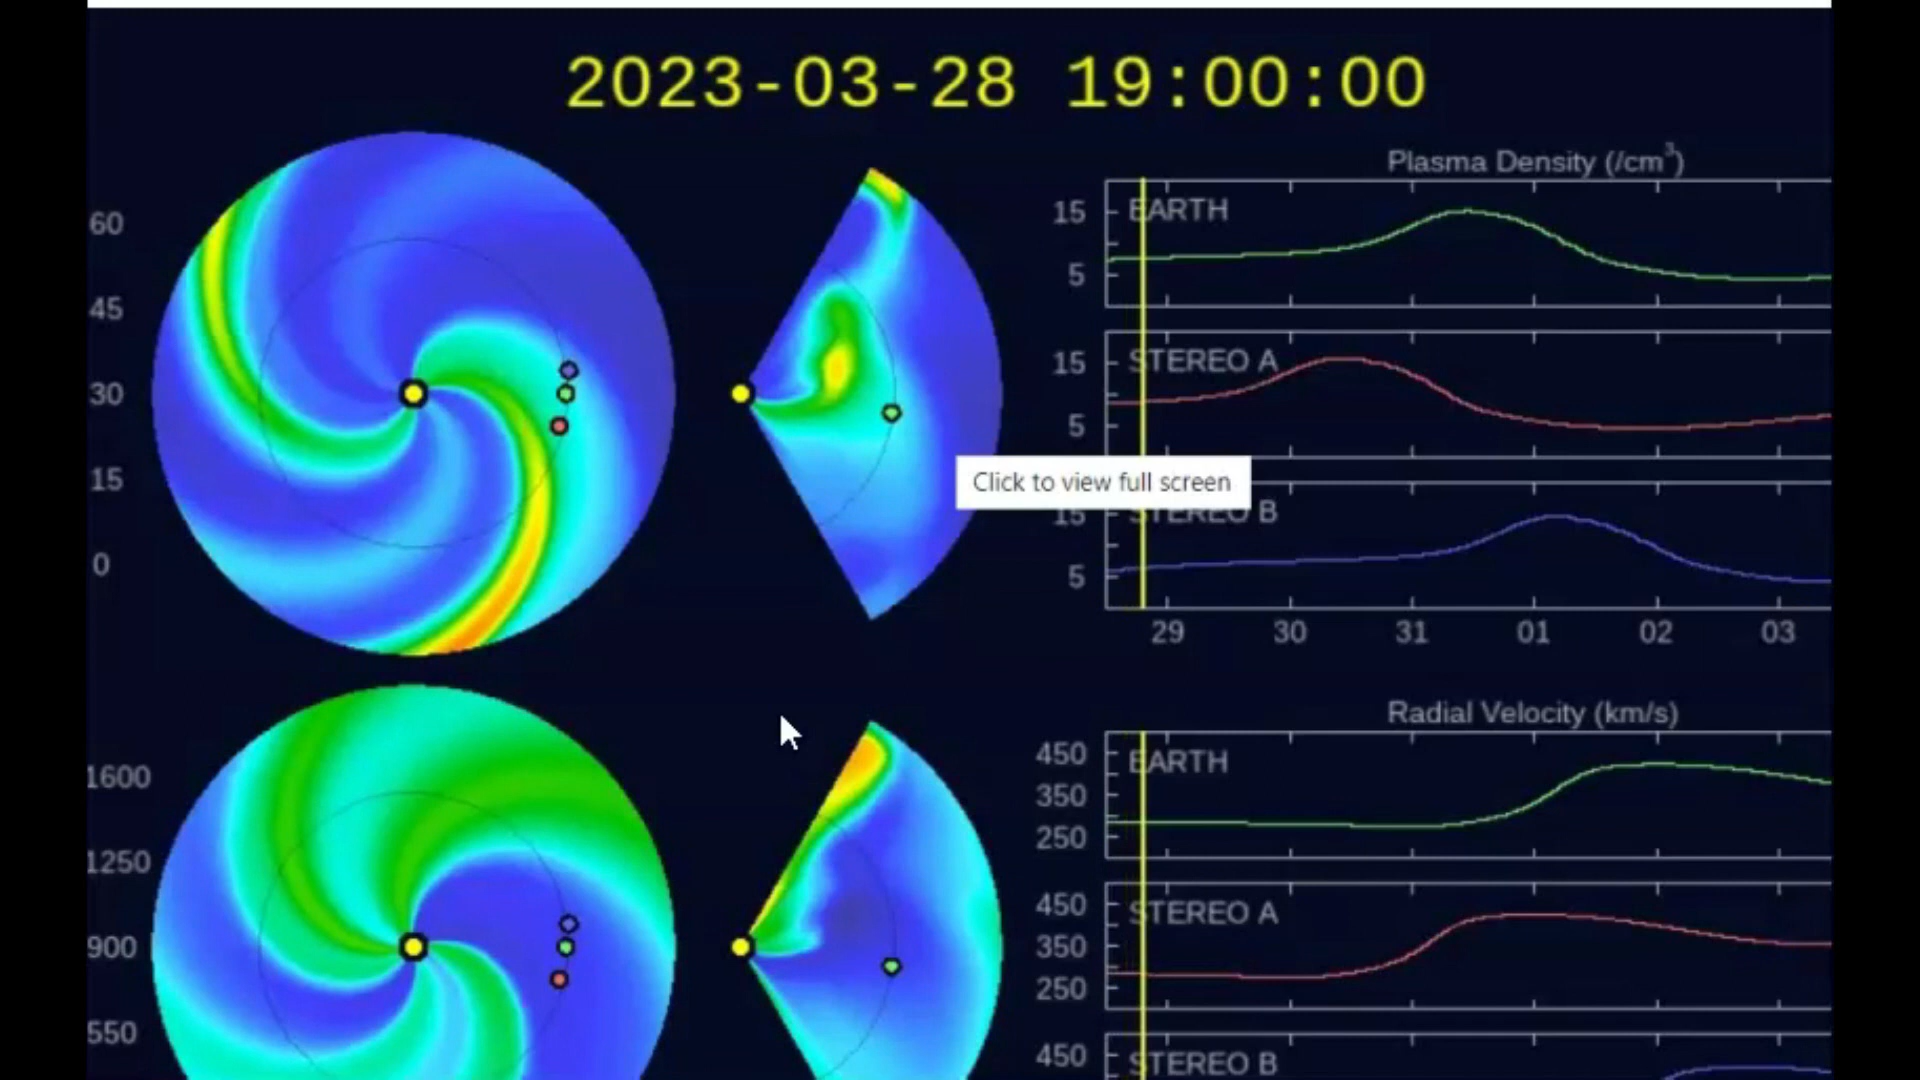 2023-03-28 19:00:00
60
45
30
15
0
Plasma Density (/cm³)
15
5
EARTH
15
5
STEREO A
Click to view full screen
15
5
STEREO B
29 30 31 01 02 03
1600
1250
900
550
Radial Velocity (km/s)
450
350
250
EARTH
450
350
250
STEREO A
450
STEREO B